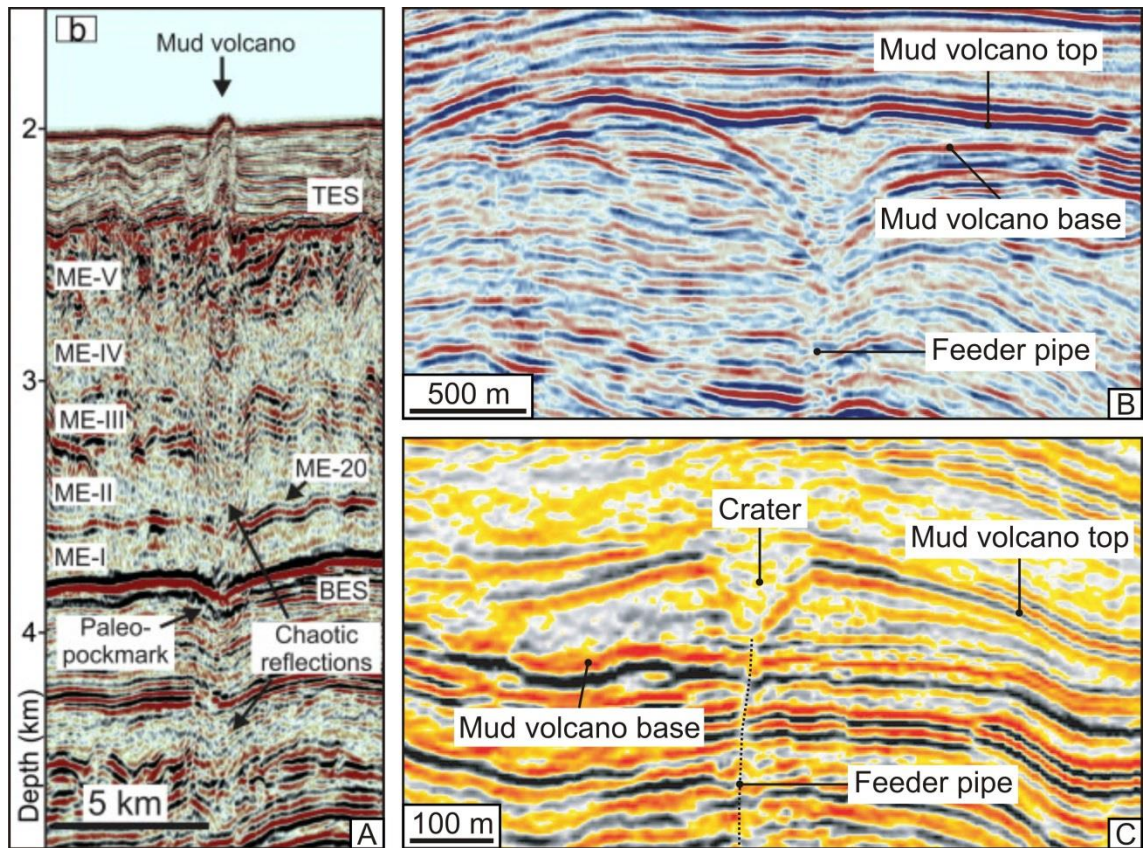 b
Mud volcano
2
TES
ME-V
ME-IV
3
ME-III
ME-20
ME-II
ME-I
BES
4
Paleo-
pockmark
Chaotic
reflections
Depth (km)
5 km
A
Mud volcano top
Mud volcano base
Feeder pipe
500 m
B
Crater
Mud volcano top
Mud volcano base
Feeder pipe
100 m
C